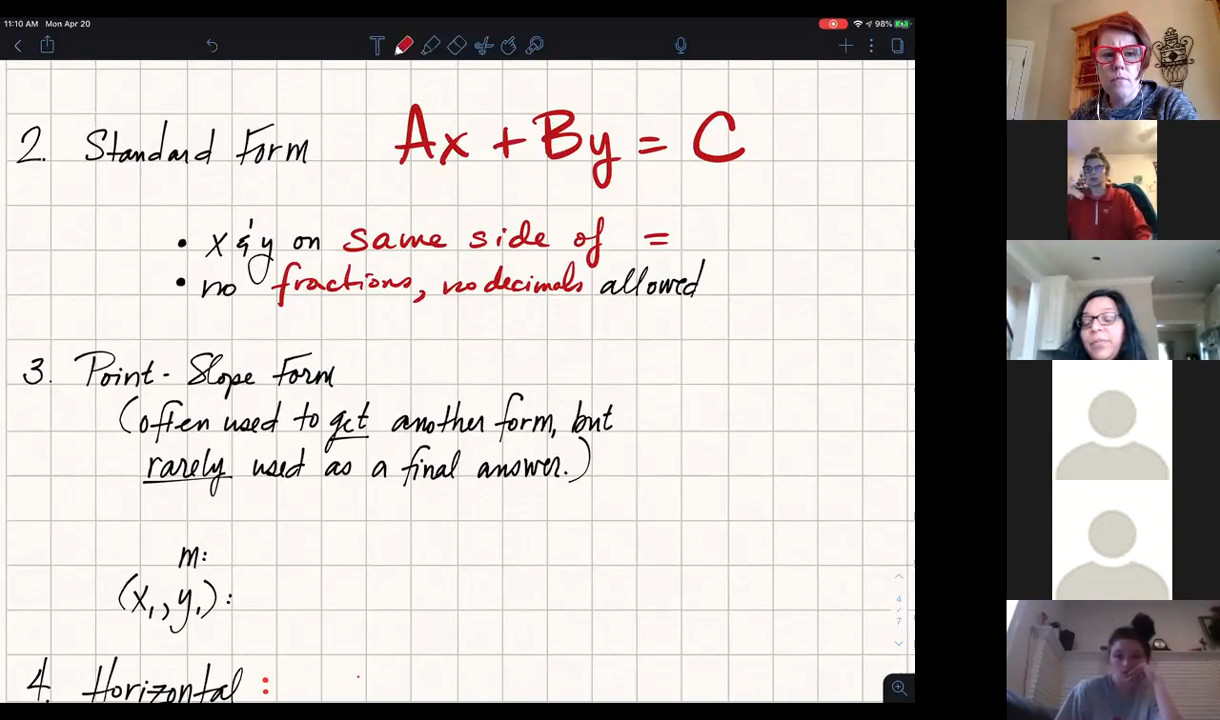 11:10 AM Mon Apr 20
98%
2. Standard Form Ax + By = C
• x & y on same side of =
• no fractions, no decimals allowed
3. Point-Slope Form
(often used to get another form, but
rarely used as a final answer.)
m:
(x₁, y₁):
4. Horizontal :
4
/
7